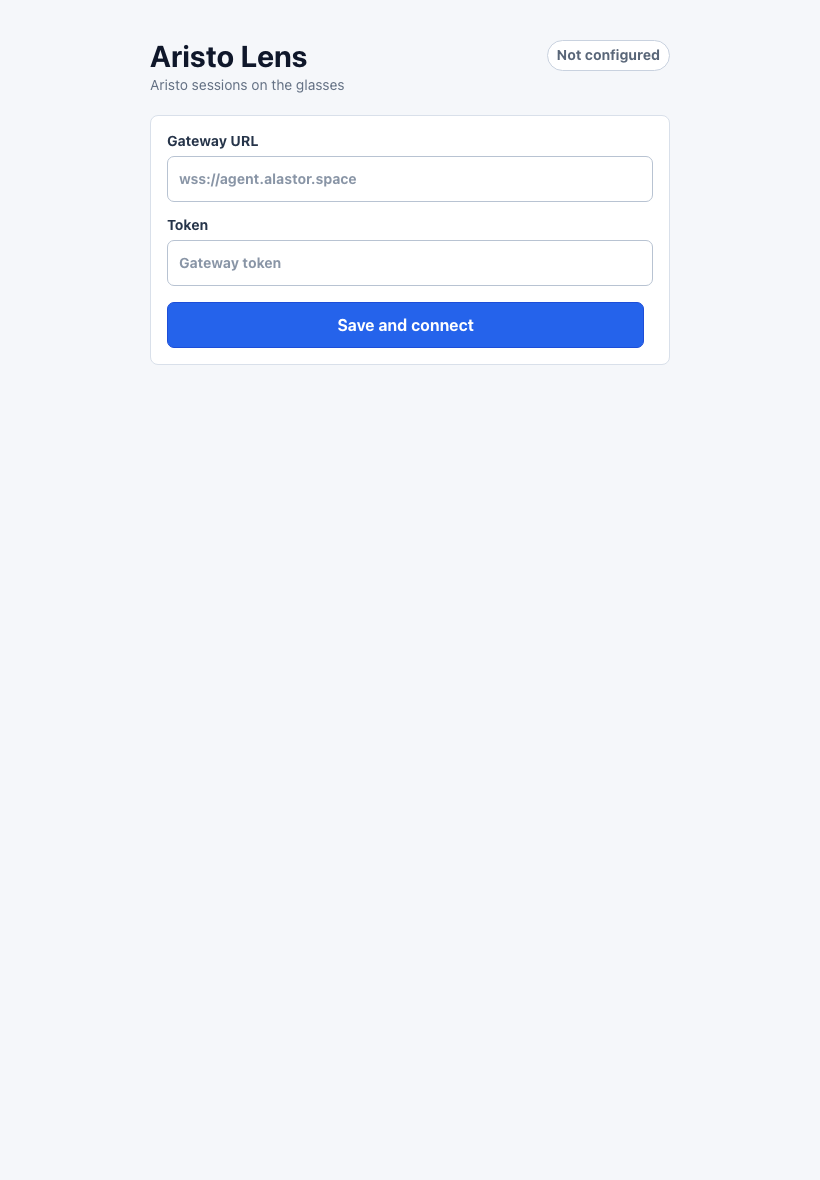 Aristo Lens
Not configured
Aristo sessions on the glasses
Gateway URL
wss://agent.alastor.space
Token
Gateway token
Save and connect